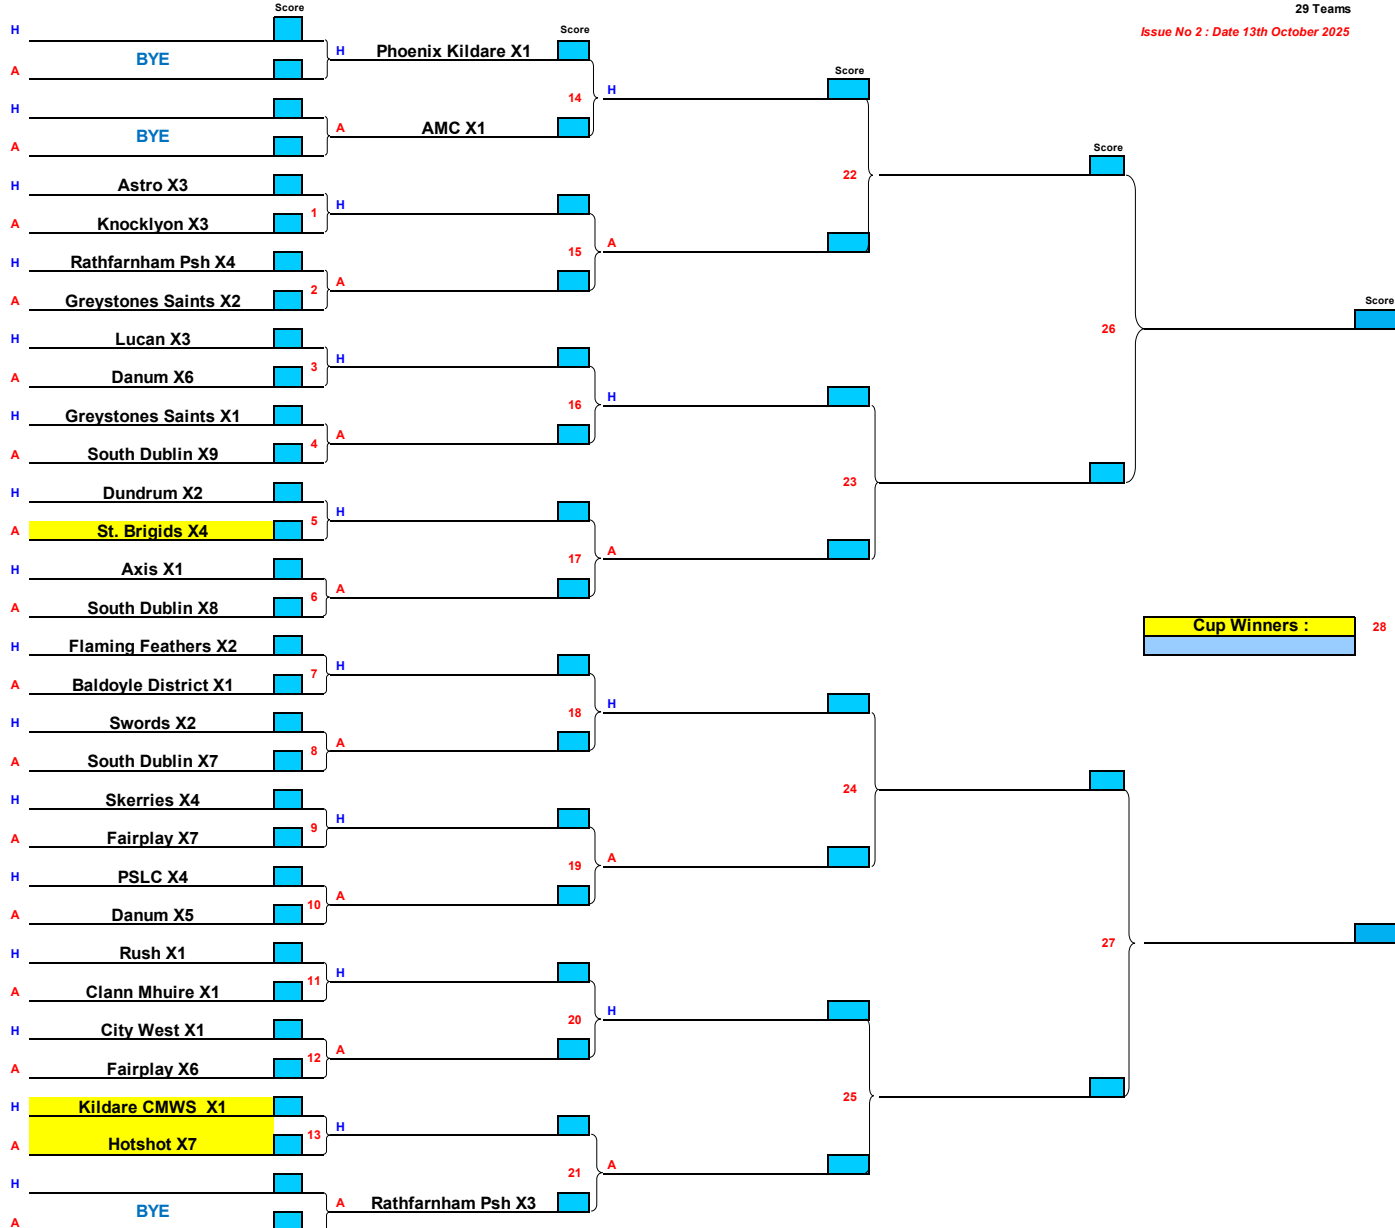 Score
29 Teams
H
Score
Issue No 2 : Date 13th October 2025
BYE
H Phoenix Kildare X1
A
Score
H
14 H
BYE
A AMC X1
A
Score
H Astro X3
22
1 H
A Knocklyon X3
15 A
H Rathfarnham Psh X4
2 A
A Greystones Saints X2
Score
H Lucan X3
26
3 H
A Danum X6
16 H
H Greystones Saints X1
4 A
A South Dublin X9
23
H Dundrum X2
5 H
A St. Brigids X4
17 A
H Axis X1
6 A
A South Dublin X8
Cup Winners : 28
H Flaming Feathers X2
7 H
A Baldoyle District X1
18 H
H Swords X2
8 A
A South Dublin X7
24
H Skerries X4
9 H
A Fairplay X7
19 A
H PSLC X4
10 A
A Danum X5
27
H Rush X1
11 H
A Clann Mhuire X1
20 H
H City West X1
12 A
A Fairplay X6
25
H Kildare CMWS X1
13 H
A Hotshot X7
21 A
H
A Rathfarnham Psh X3
BYE
A